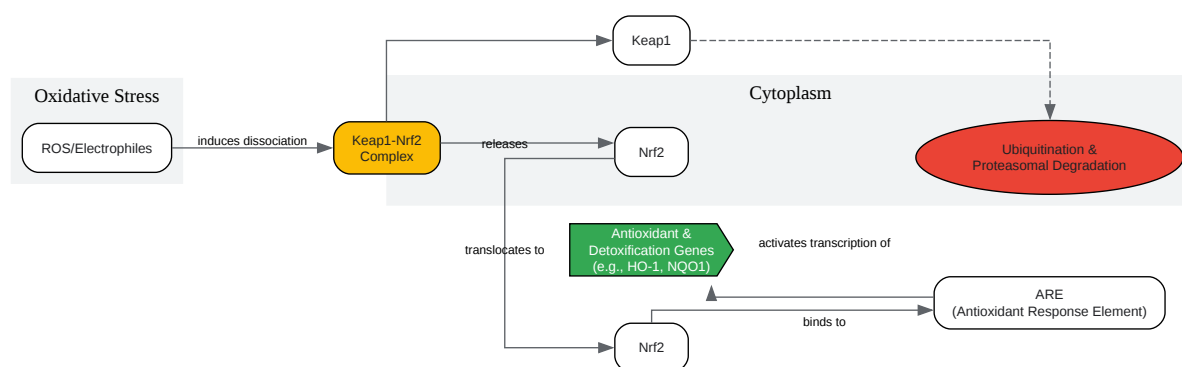 Keap1
Oxidative Stress
Cytoplasm
ROS/Electrophiles
induces dissociation
Keap1-Nrf2
Complex
releases
Nrf2
Ubiquitination &
Proteasomal Degradation
translocates to
Antioxidant &
Detoxification Genes
(e.g., HO-1, NQO1)
activates transcription of
ARE
(Antioxidant Response Element)
binds to
Nrf2